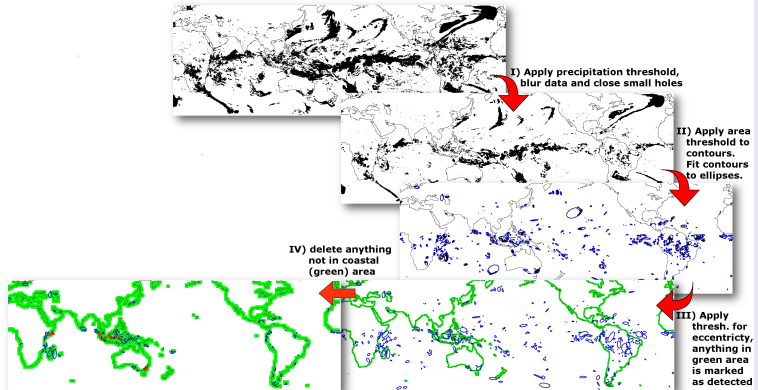 I) Apply precipitation threshold,
blur data and close small holes
II) Apply area
threshold to
contours.
Fit contours
to ellipses.
III) Apply
thresh. for
eccentricty,
anything in
green area
is marked
as detected
IV) delete anything
not in coastal
(green) area